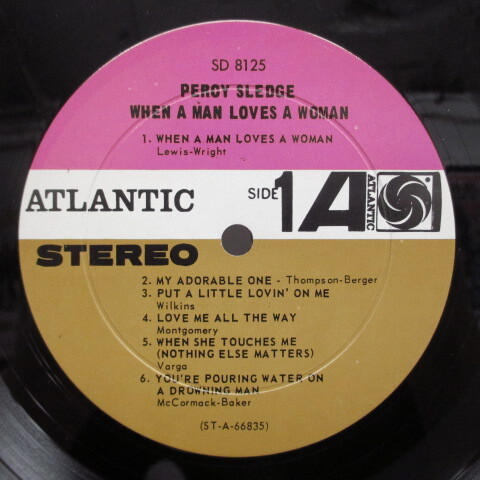 SD 8125
PERCY SLEDGE
WHEN A MAN LOVES A WOMAN
1. WHEN A MAN LOVES A WOMAN
Lewis-Wright
ATLANTIC SIDE 1 A ATLANTIC
STEREO
2. MY ADORABLE ONE - Thompson-Berger
3. PUT A LITTLE LOVIN' ON ME
Wilkins
4. LOVE ME ALL THE WAY
Montgomery
5. WHEN SHE TOUCHES ME
(NOTHING ELSE MATTERS)
Varga
6. YOU'RE POURING WATER ON
A DROWNING MAN
McCormack-Baker
(ST-A-66835)